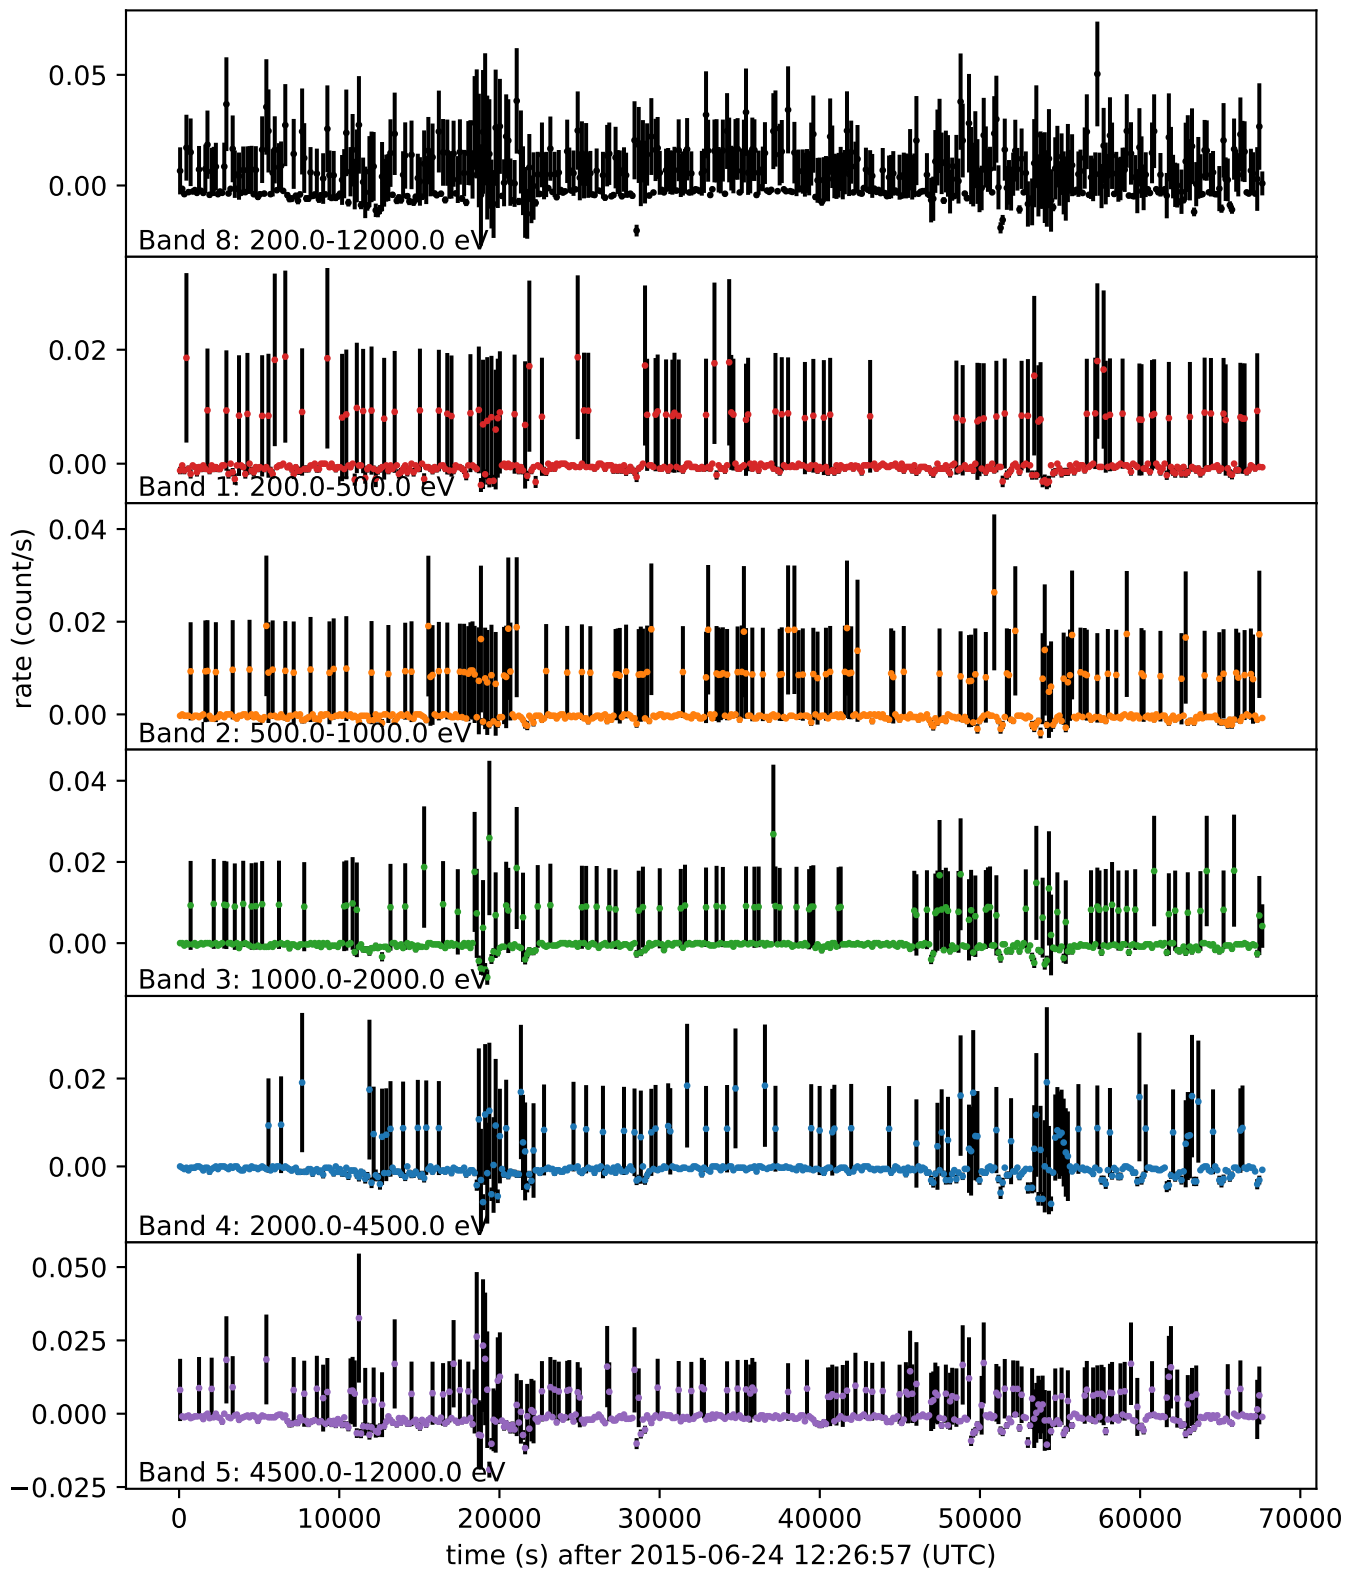 0.05
0.00
Band 8: 200.0-12000.0 eV
0.02
0.00
Band 1: 200.0-500.0 eV
0.04
0.02
0.00
Band 2: 500.0-1000.0 eV
rate (count/s)
0.04
0.02
0.00
Band 3: 1000.0-2000.0 eV
0.02
0.00
Band 4: 2000.0-4500.0 eV
0.050
0.025
0.000
−0.025
Band 5: 4500.0-12000.0 eV
0 10000 20000 30000 40000 50000 60000 70000
time (s) after 2015-06-24 12:26:57 (UTC)